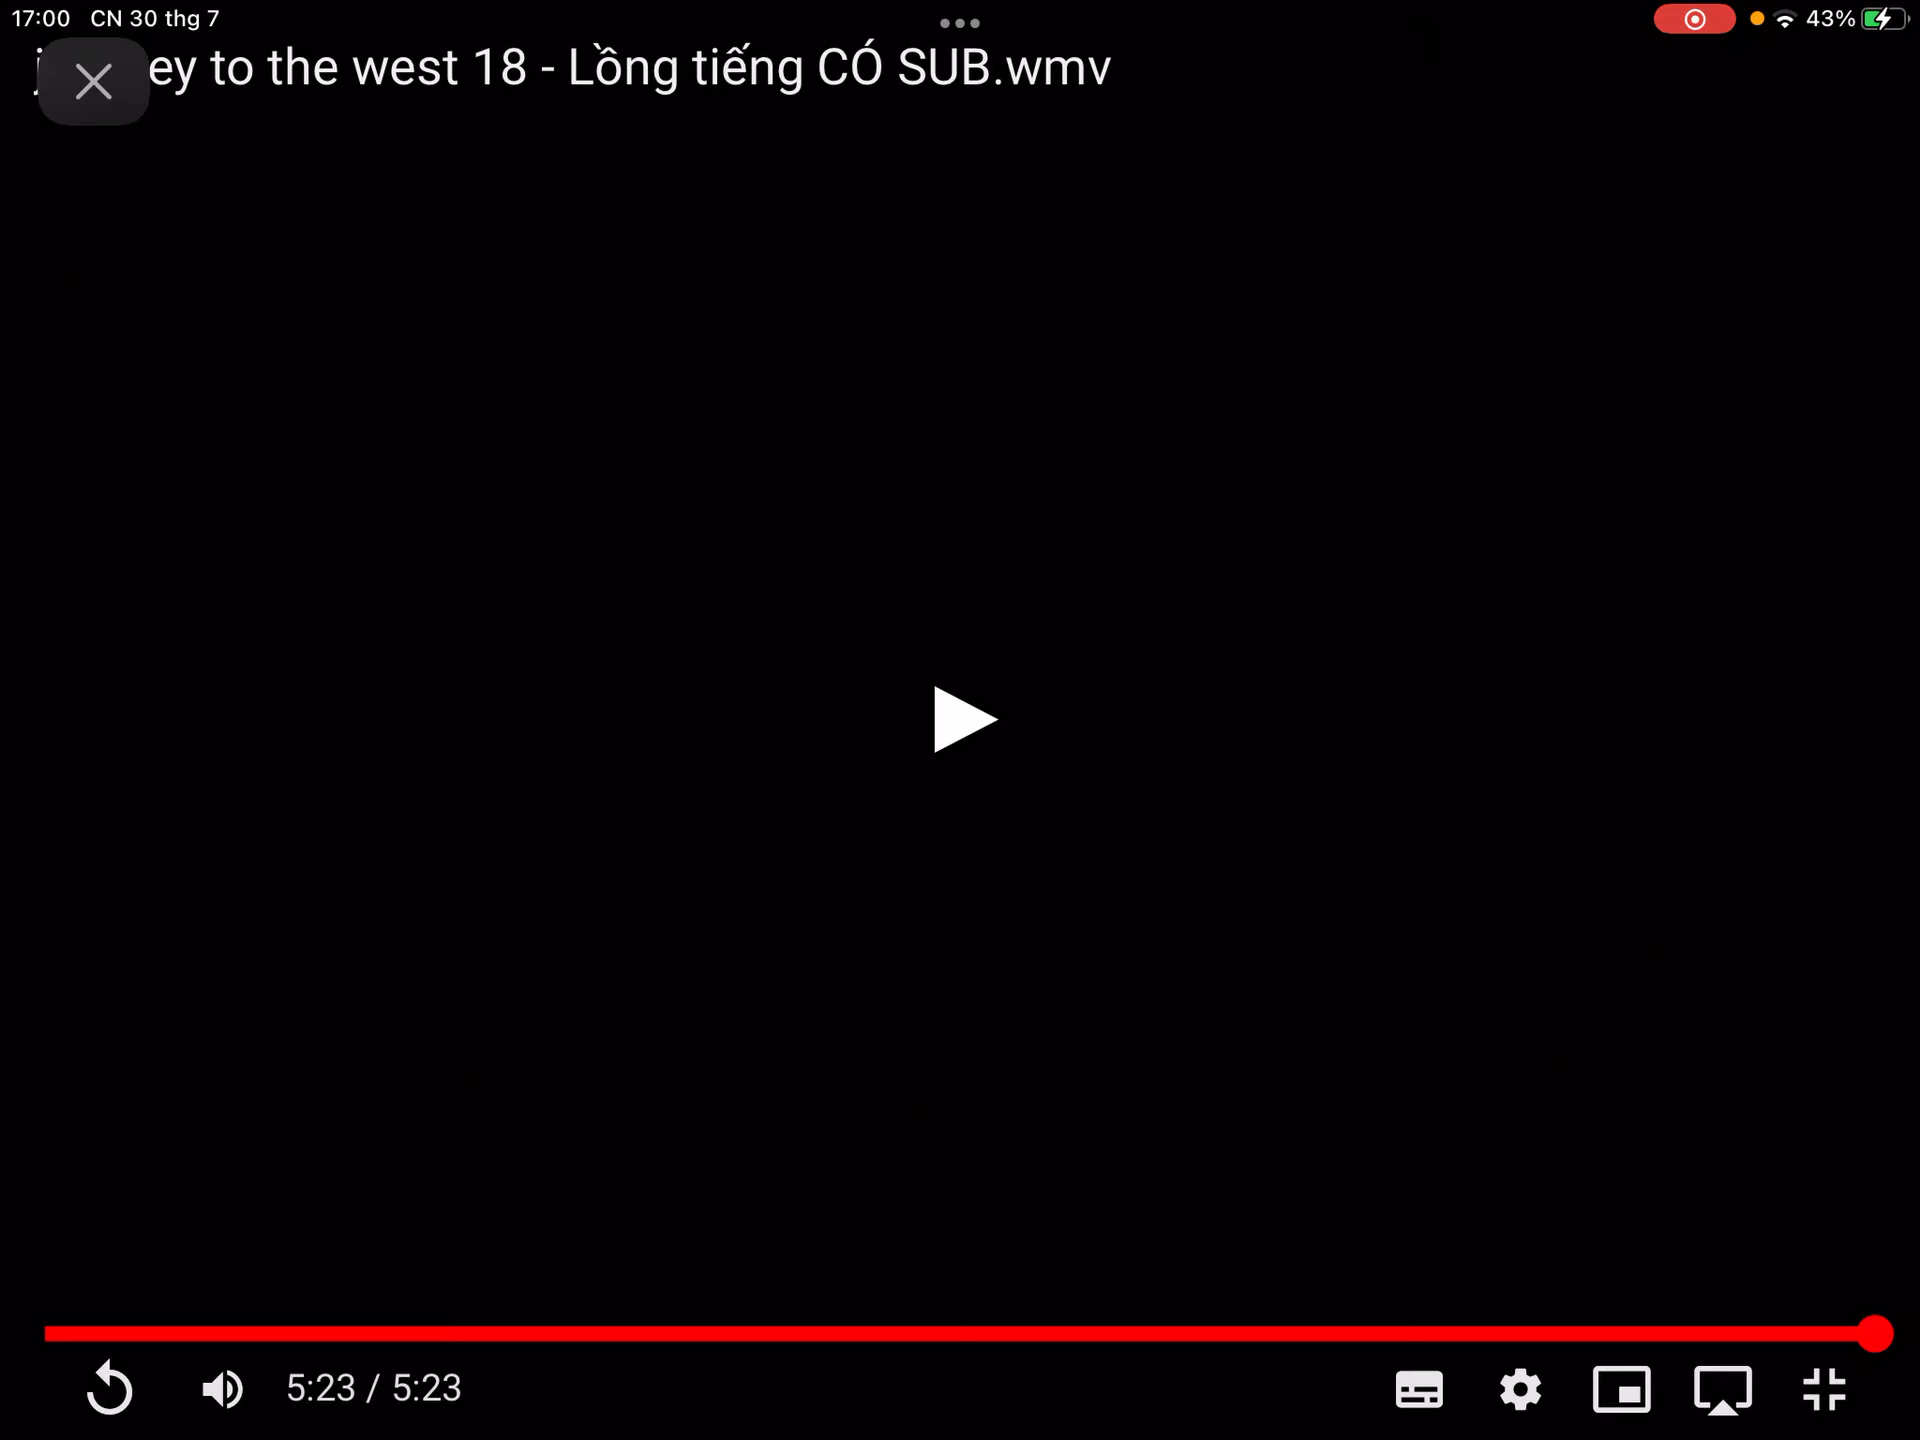 17:00 CN 30 thg 7
43%
ey to the west 18 - Lồng tiếng CÓ SUB.wmv
5:23 / 5:23